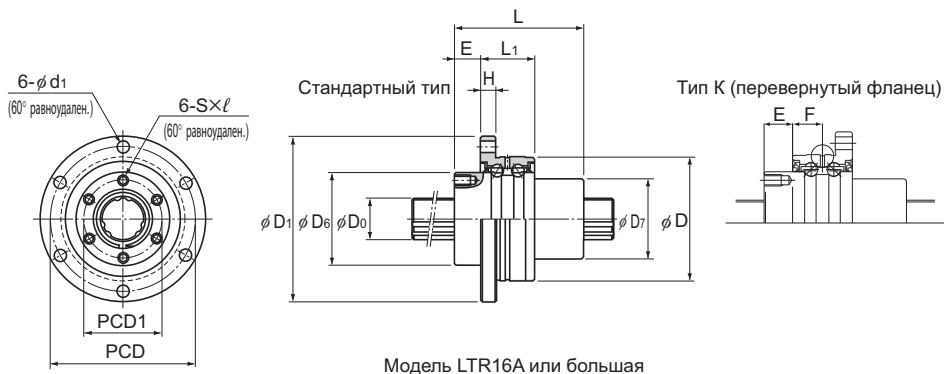 6-φd1
(60° равноудален.)
6-S×ℓ
(60° равноудален.)
PCD1
PCD
Стандартный тип
L
E
L1
H
φD1
φD6
φD0
φD7
φD
Модель LTR16A или большая
Тип К (перевернутый фланец)
E
F